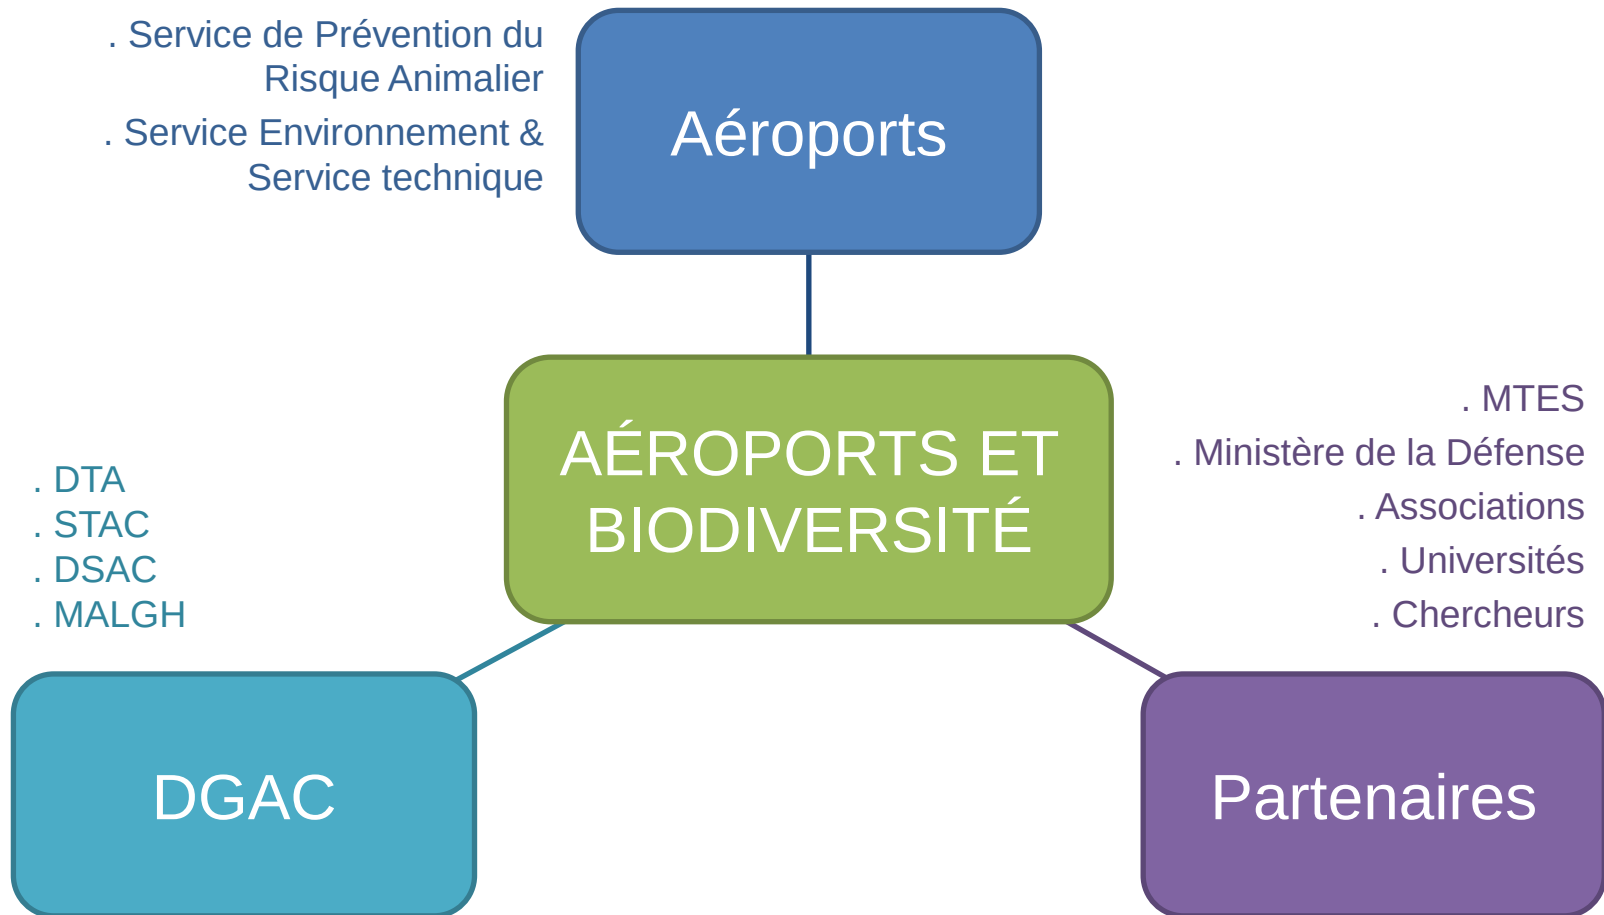 . Service de Prévention du
Risque Animalier
. Service Environnement &
Service technique
Aéroports
AÉROPORTS ET
BIODIVERSITÉ
. MTES
. Ministère de la Défense
. Associations
. Universités
. Chercheurs
. DTA
. STAC
. DSAC
. MALGH
DGAC
Partenaires